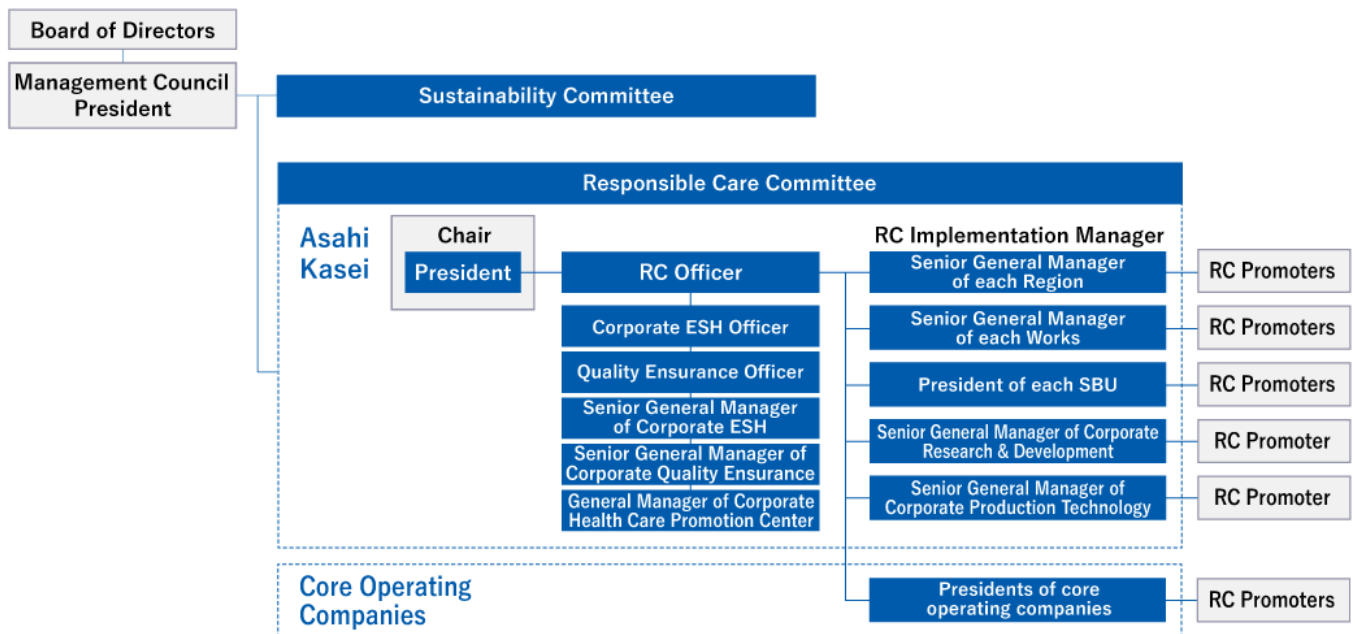 Board of Directors
Management Council
President
Sustainability Committee
Responsible Care Committee
Asahi
Kasei
Chair
President
RC Officer
Corporate ESH Officer
Quality Ensurance Officer
Senior General Manager
of Corporate ESH
Senior General Manager of
Corporate Quality Ensurance
General Manager of Corporate
Health Care Promotion Center
RC Implementation Manager
Senior General Manager
of each Region
RC Promoters
Senior General Manager
of each Works
RC Promoters
President of each SBU
RC Promoters
Senior General Manager of Corporate
Research & Development
RC Promoter
Senior General Manager of
Corporate Production Technology
RC Promoter
Core Operating
Companies
Presidents of core
operating companies
RC Promoters